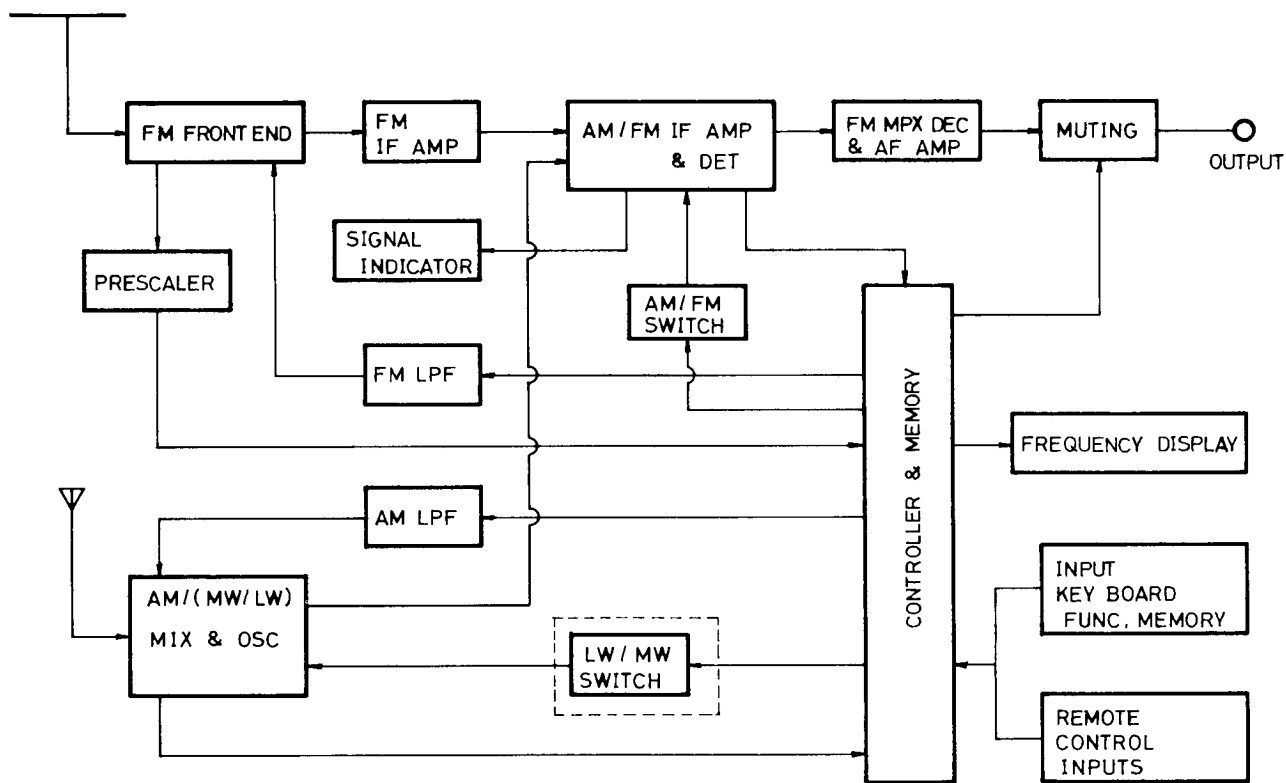 FM FRONT END
FM
IF AMP
AM/FM IF AMP
& DET
FM MPX DEC
& AF AMP
MUTING
OUTPUT
SIGNAL
INDICATOR
PRESCALER
AM/FM
SWITCH
FM LPF
CONTROLLER & MEMORY
FREQUENCY DISPLAY
AM LPF
AM/(MW/LW)
MIX & OSC
LW/MW
SWITCH
INPUT
KEY BOARD
FUNC, MEMORY
REMOTE
CONTROL
INPUTS